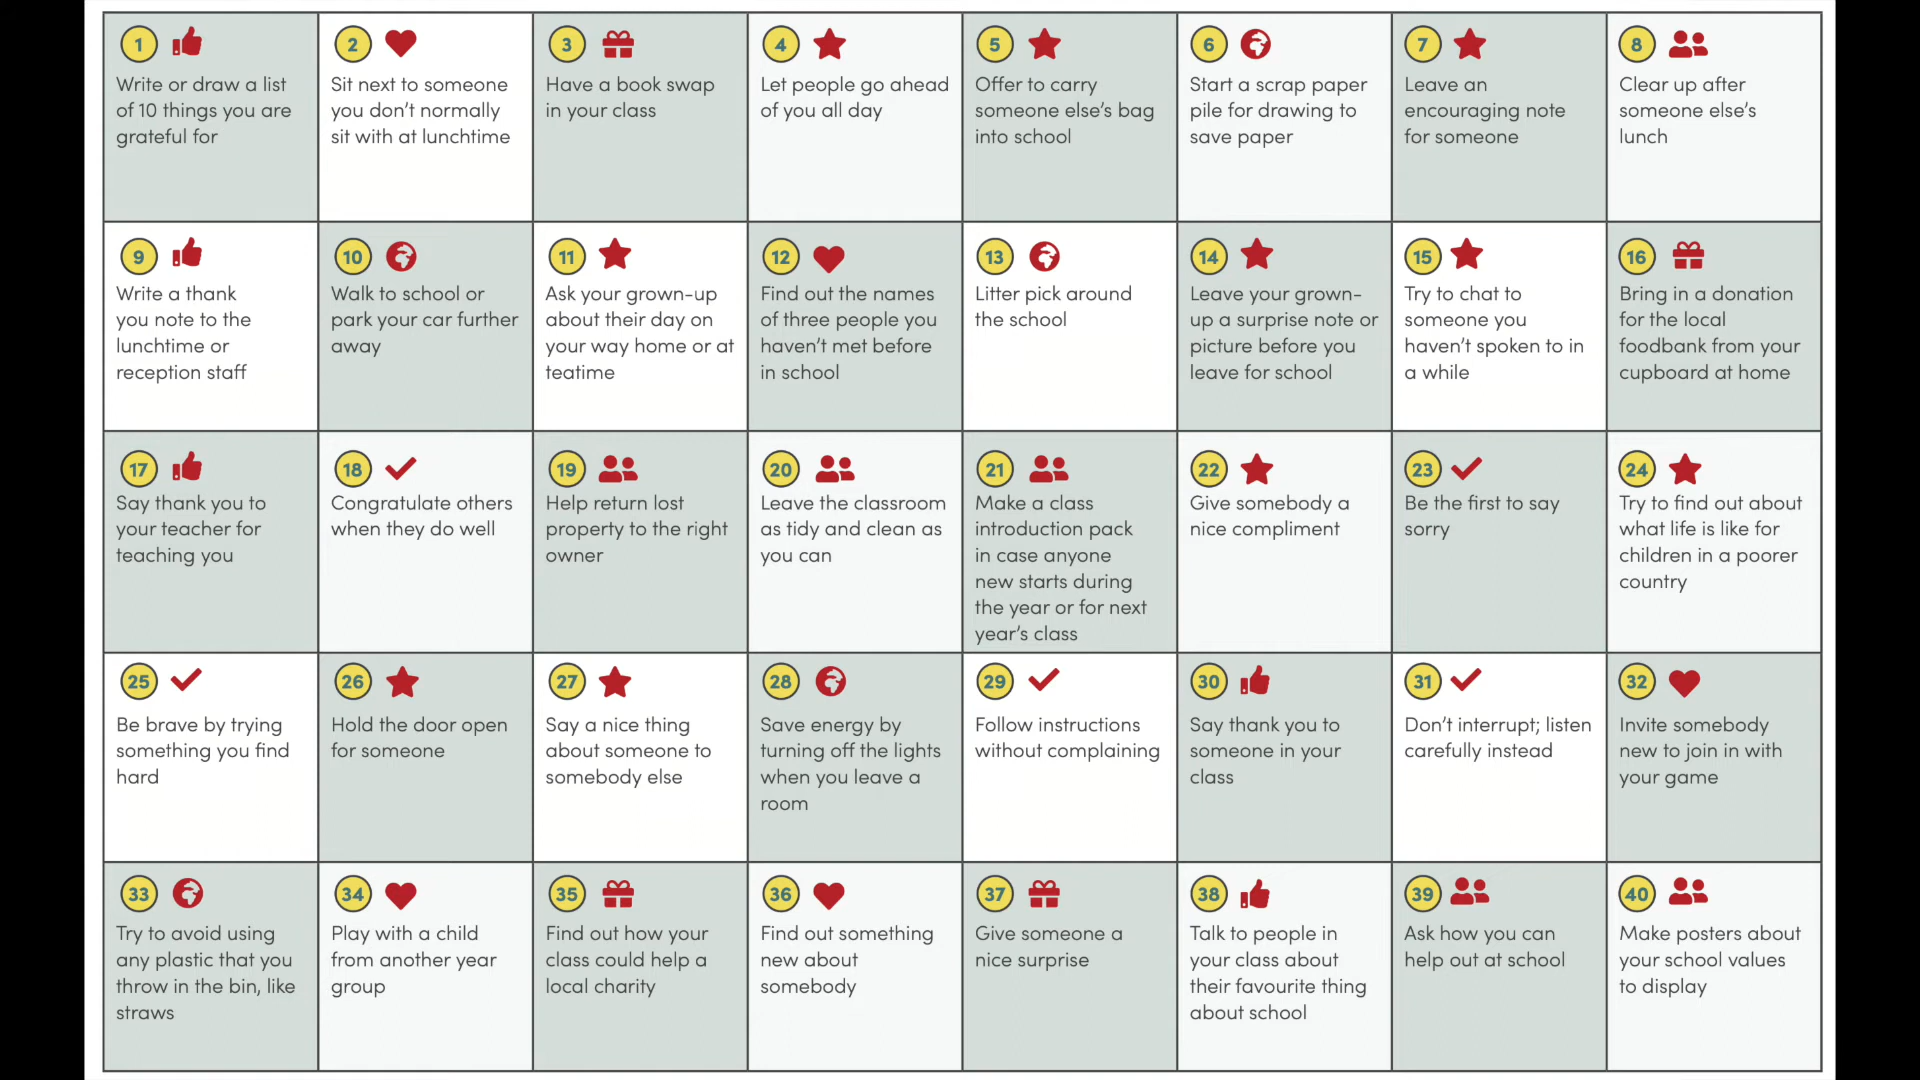 1
Write or draw a list
of 10 things you are
grateful for
2
Sit next to someone
you don't normally
sit with at lunchtime
3
Have a book swap
in your class
4
Let people go ahead
of you all day
5
Offer to carry
someone else's bag
into school
6
Start a scrap paper
pile for drawing to
save paper
7
Leave an
encouraging note
for someone
8
Clear up after
someone else's
lunch
9
Write a thank
you note to the
lunchtime or
reception staff
10
Walk to school or
park your car further
away
11
Ask your grown-up
about their day on
your way home or at
teatime
12
Find out the names
of three people you
haven't met before
in school
13
Litter pick around
the school
14
Leave your grown-
up a surprise note or
picture before you
leave for school
15
Try to chat to
someone you
haven't spoken to in
a while
16
Bring in a donation
for the local
foodbank from your
cupboard at home
17
Say thank you to
your teacher for
teaching you
18
Congratulate others
when they do well
19
Help return lost
property to the right
owner
20
Leave the classroom
as tidy and clean as
you can
21
Make a class
introduction pack
in case anyone
new starts during
the year or for next
year's class
22
Give somebody a
nice compliment
23
Be the first to say
sorry
24
Try to find out about
what life is like for
children in a poorer
country
25
Be brave by trying
something you find
hard
26
Hold the door open
for someone
27
Say a nice thing
about someone to
somebody else
28
Save energy by
turning off the lights
when you leave a
room
29
Follow instructions
without complaining
30
Say thank you to
someone in your
class
31
Don't interrupt; listen
carefully instead
32
Invite somebody
new to join in with
your game
33
Try to avoid using
any plastic that you
throw in the bin, like
straws
34
Play with a child
from another year
group
35
Find out how your
class could help a
local charity
36
Find out something
new about
somebody
37
Give someone a
nice surprise
38
Talk to people in
your class about
their favourite thing
about school
39
Ask how you can
help out at school
40
Make posters about
your school values
to display